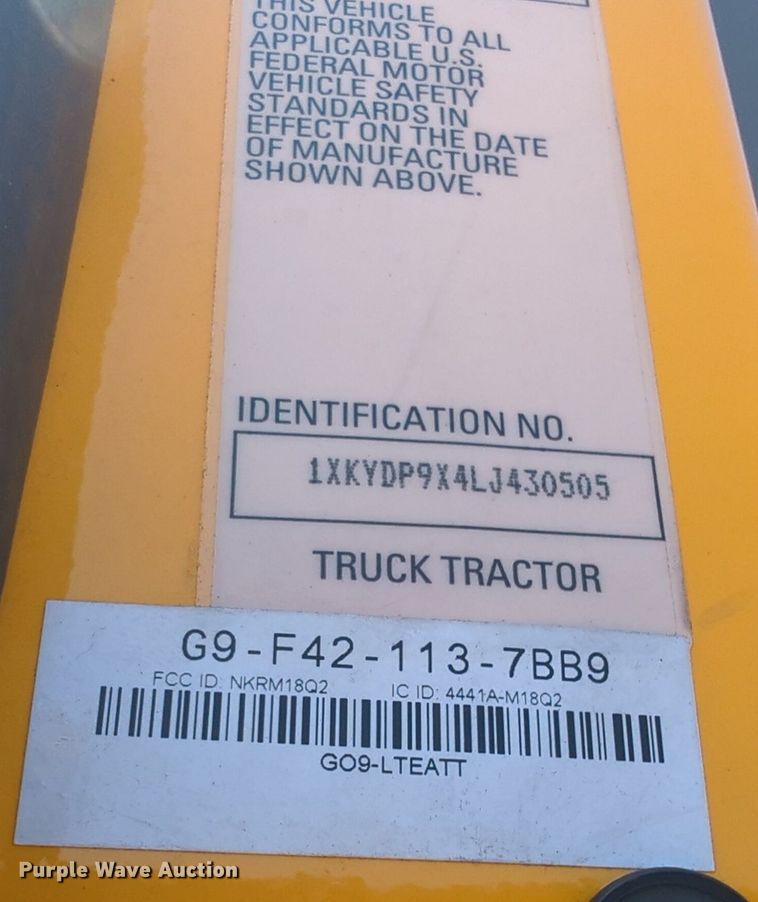 THIS VEHICLE
CONFORMS TO ALL
APPLICABLE U.S.
FEDERAL MOTOR
VEHICLE SAFETY
STANDARDS IN
EFFECT ON THE DATE
OF MANUFACTURE
SHOWN ABOVE.
IDENTIFICATION NO.
1XKYDP9X4LJ430505
TRUCK TRACTOR
G9-F42-113-7BB9
FCC ID: NKRM18Q2 IC ID: 4441A-M18Q2
GO9-LTEATT
Purple Wave Auction